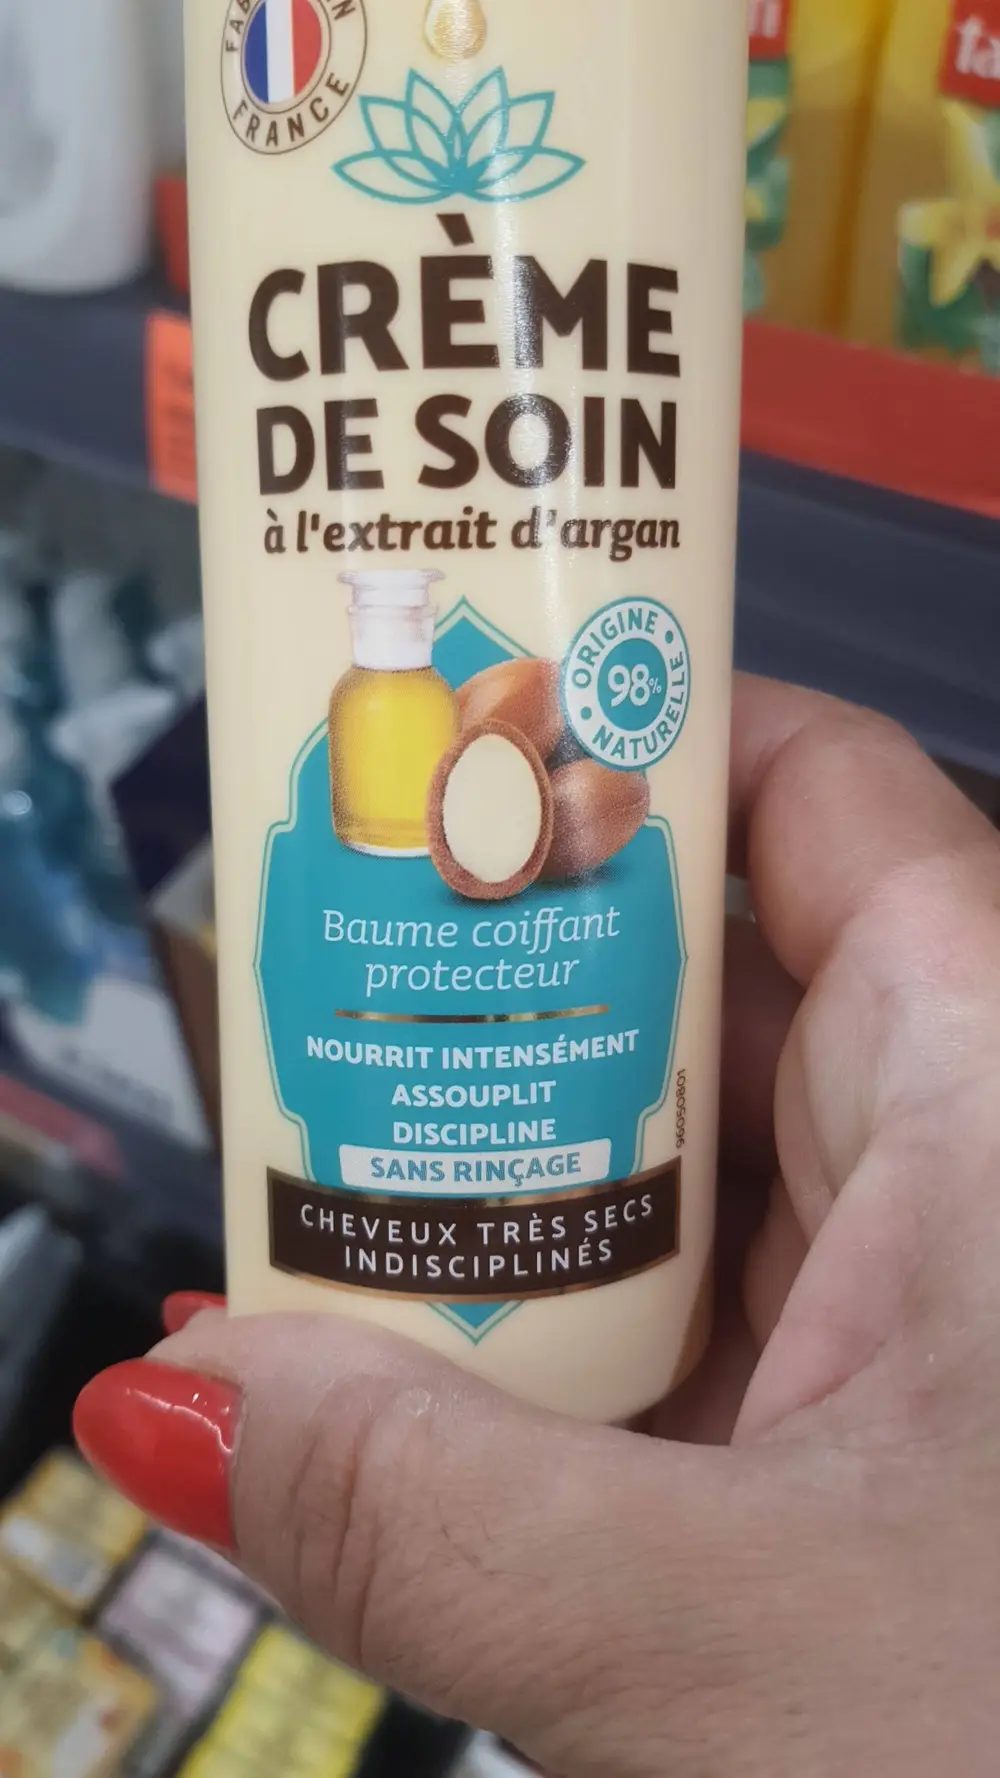 FRANCE
CRÈME
DE SOIN
à l'extrait d'argan
ORIGINE
98%
NATURELLE
Baume coiffant
protecteur
NOURRIT INTENSÉMENT
ASSOUPLIT
DISCIPLINE
SANS RINÇAGE
CHEVEUX TRÈS SECS
INDISCIPLINÉS
96050801